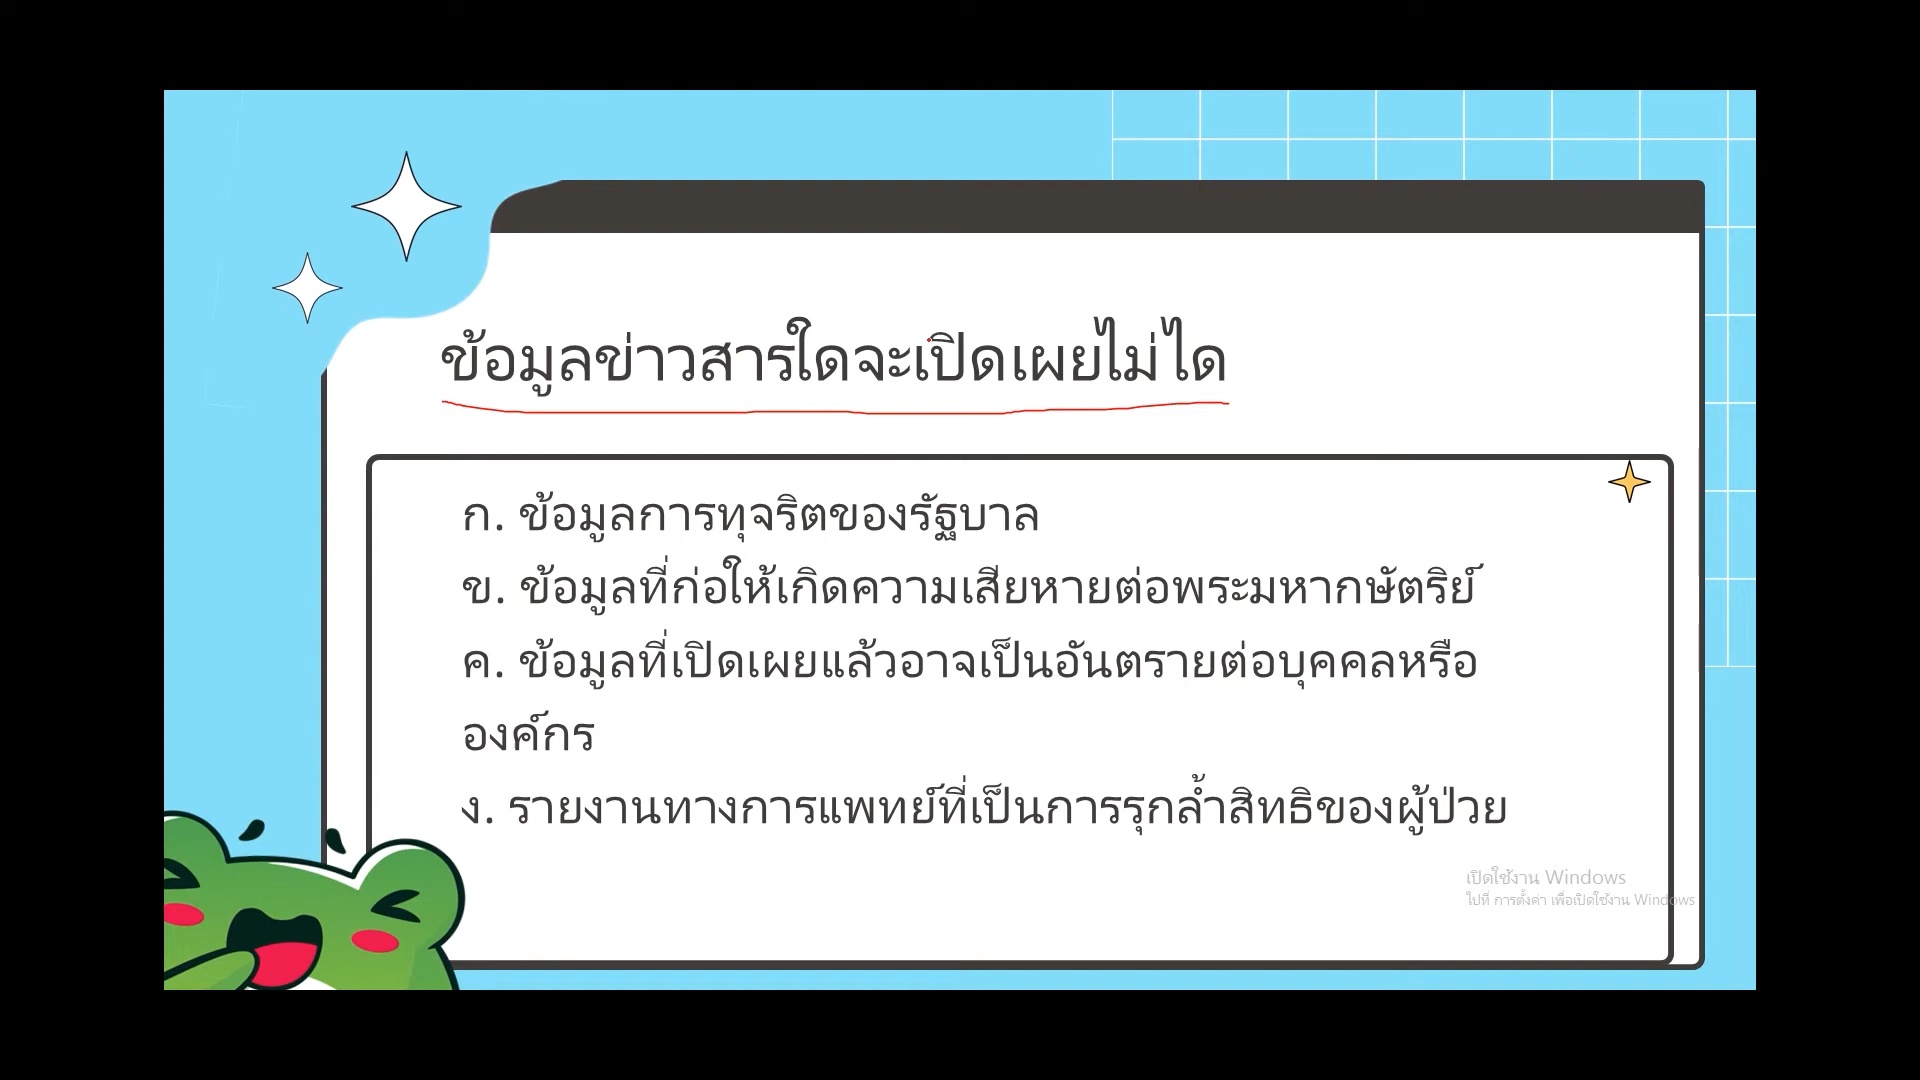 ข้อมูลข่าวสารใดจะเปิดเผยไม่ได
ก. ข้อมูลการทุจริตของรัฐบาล
ข. ข้อมูลที่ก่อให้เกิดความเสียหายต่อพระมหากษัตริย์
ค. ข้อมูลที่เปิดเผยแล้วอาจเป็นอันตรายต่อบุคคลหรือ
องค์กร
ง. รายงานทางการแพทย์ที่เป็นการรุกล้ำสิทธิของผู้ป่วย
เปิดใช้งาน Windows
ไปที่ การตั้งค่า เพื่อเปิดใช้งาน Windows